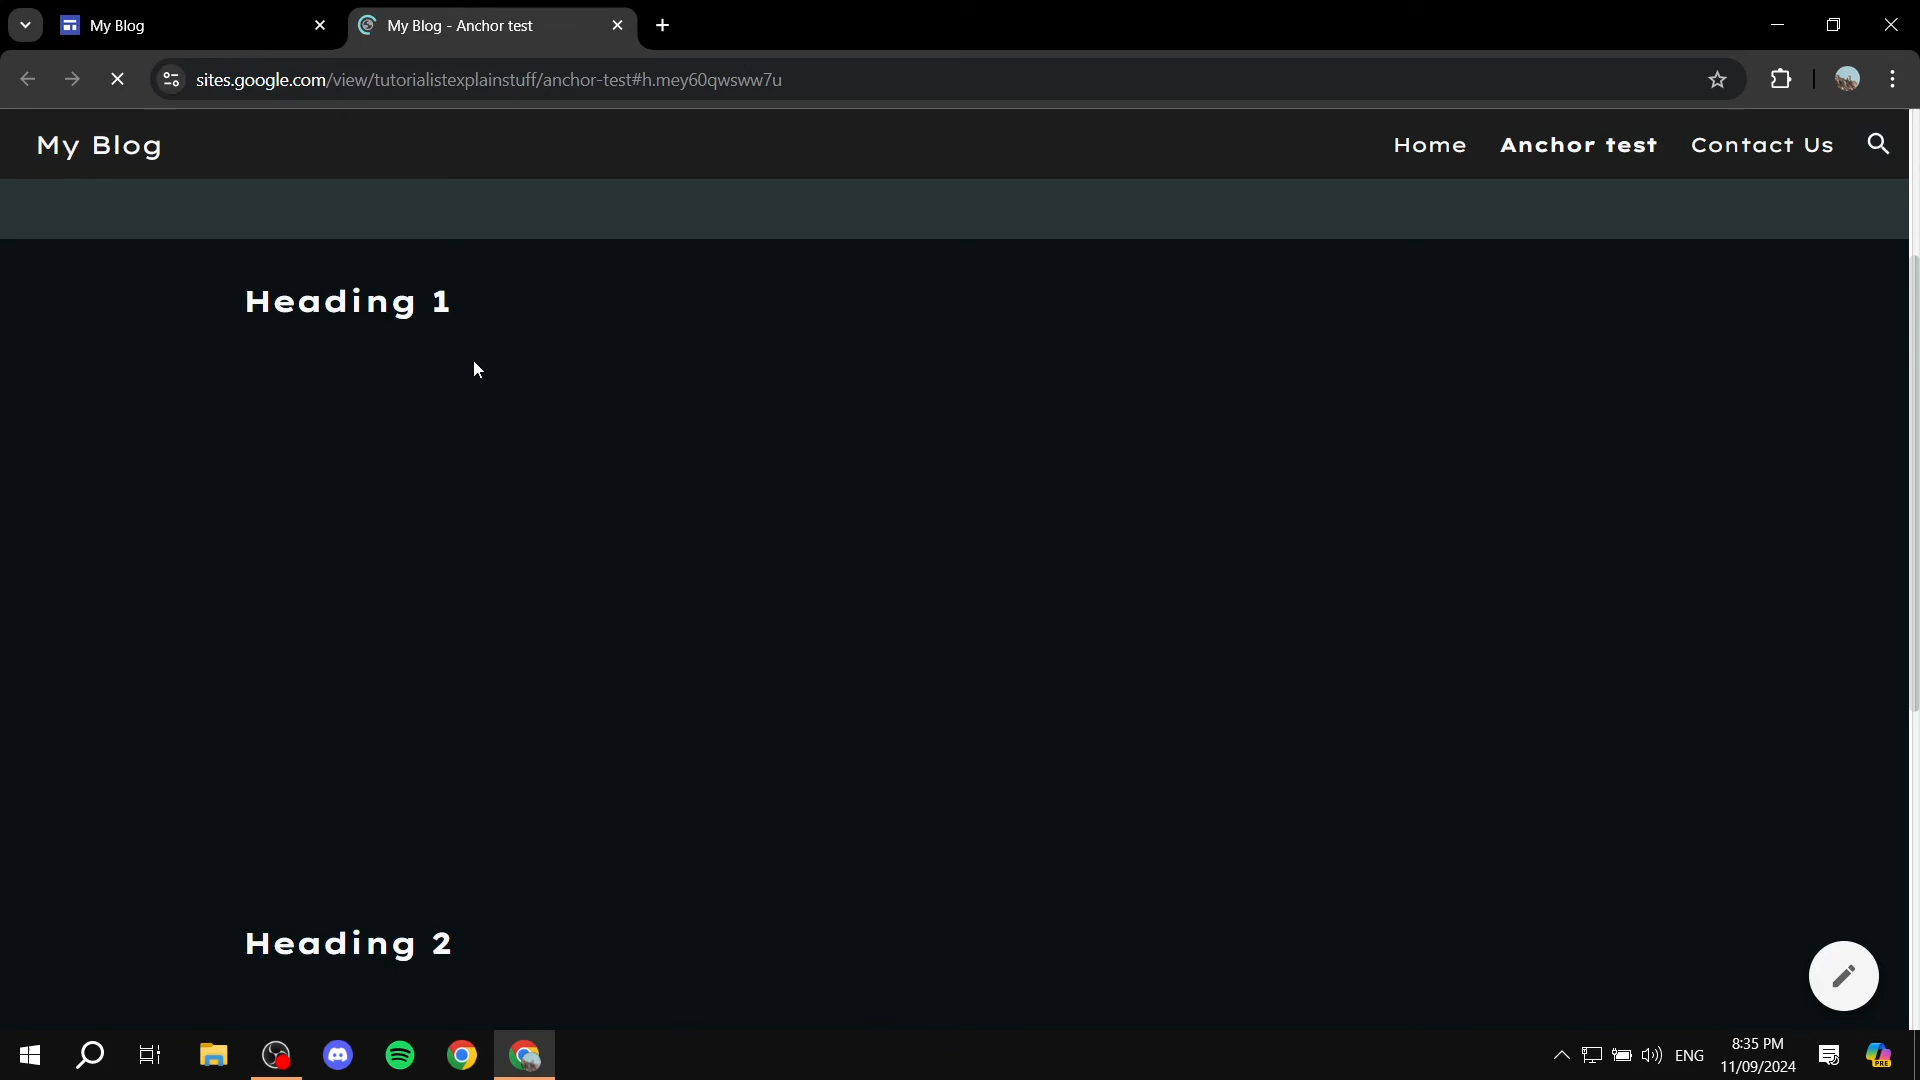 My Blog
My Blog - Anchor test
sites.google.com/view/tutorialistexplainstuff/anchor-test#h.mey60qwsww7u
My Blog
Home
Anchor test
Contact Us
Heading 1
Heading 2
ENG
8:35 PM
11/09/2024
PRE